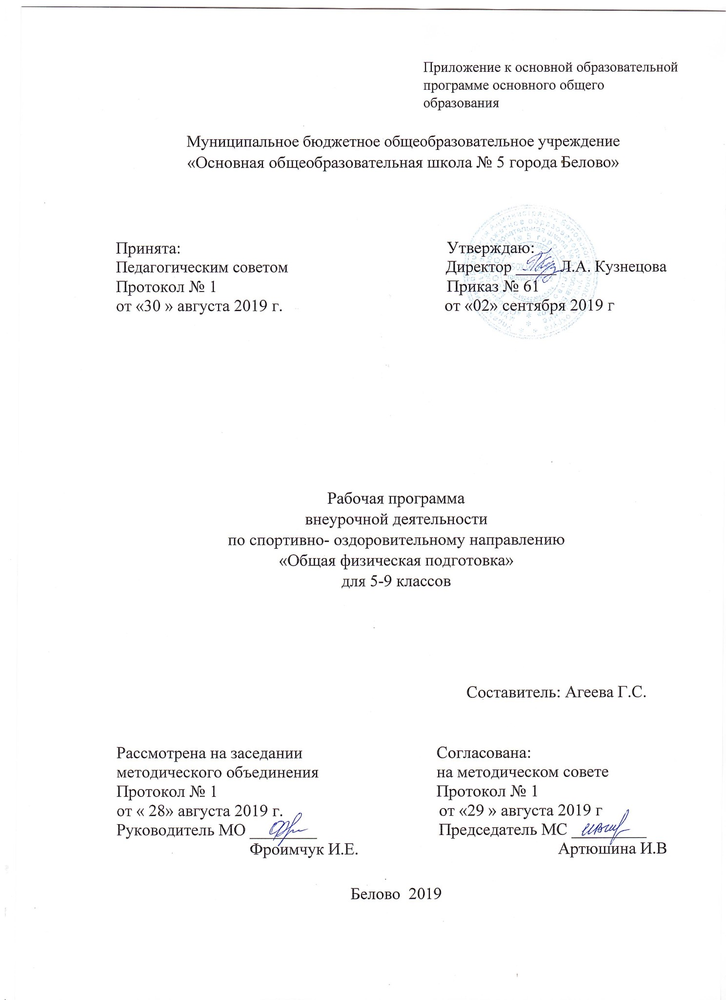 Приложение к основной образовательной
программе основного общего
образования
Муниципальное бюджетное общеобразовательное учреждение
«Основная общеобразовательная школа № 5 города Белово»
Принята:
Педагогическим советом
Протокол № 1
от «30 » августа 2019 г.
Утверждаю:
Директор _____ Л.А. Кузнецова
Приказ № 61
от «02» сентября 2019 г
Рабочая программа
внеурочной деятельности
по спортивно- оздоровительному направлению
«Общая физическая подготовка»
для 5-9 классов
Составитель: Агеева Г.С.
Рассмотрена на заседании
методического объединения
Протокол № 1
от « 28» августа 2019 г.
Руководитель МО ________
Фроимчук И.Е.
Согласована:
на методическом совете
Протокол № 1
от «29 » августа 2019 г
Председатель МС _________
Артюшина И.В
Белово  2019